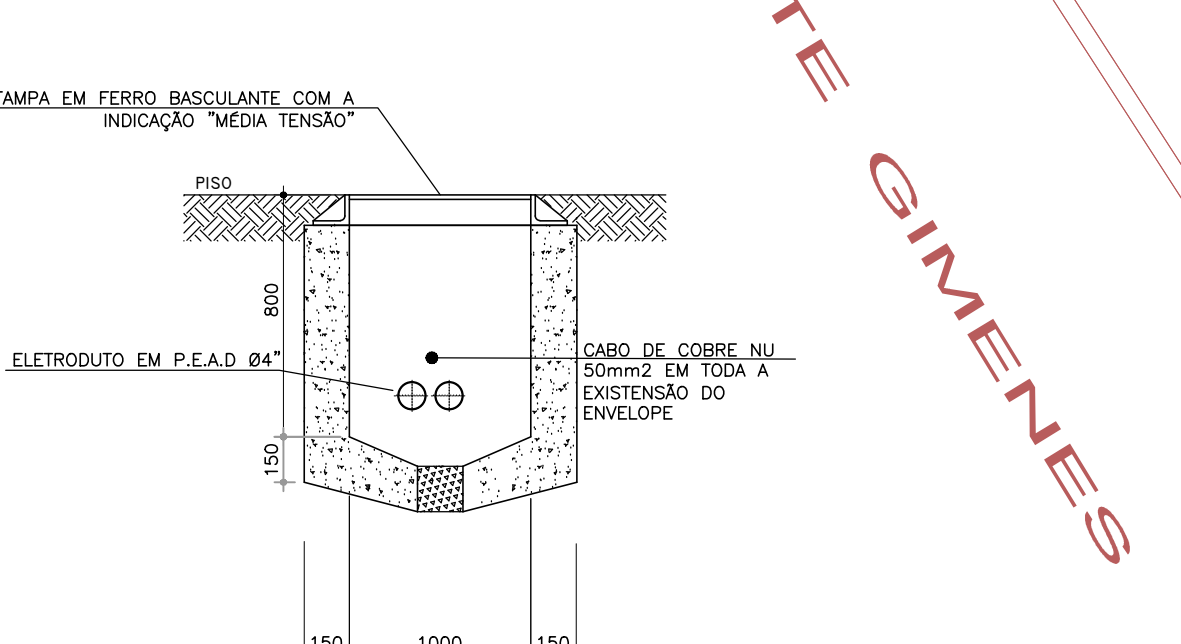 TAMPA EM FERRO BASCULANTE COM A
INDICAÇÃO "MÉDIA TENSÃO"
PISO
800
ELETRODUTO EM P.E.A.D Ø4"
CABO DE COBRE NU
50mm2 EM TODA A
EXISTENSÃO DO
ENVELOPE
150
150
1000
150
TE GIMENES